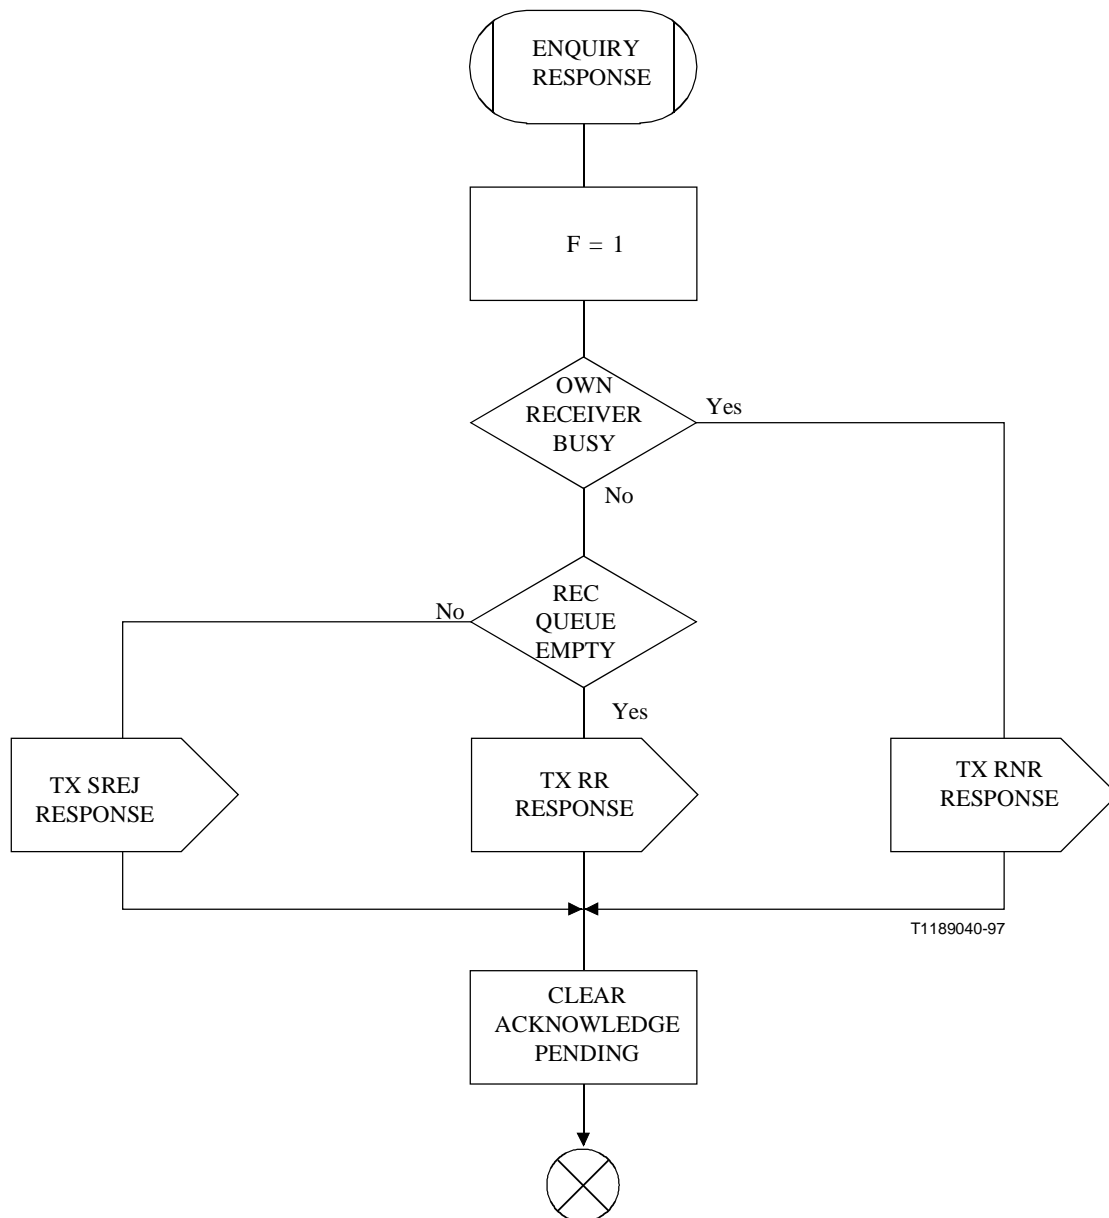 ENQUIRY
RESPONSE
F = 1
OWN
RECEIVER
BUSY
Yes
No
REC
QUEUE
EMPTY
No
Yes
TX SREJ
RESPONSE
TX RR
RESPONSE
TX RNR
RESPONSE
T1189040-97
CLEAR
ACKNOWLEDGE
PENDING